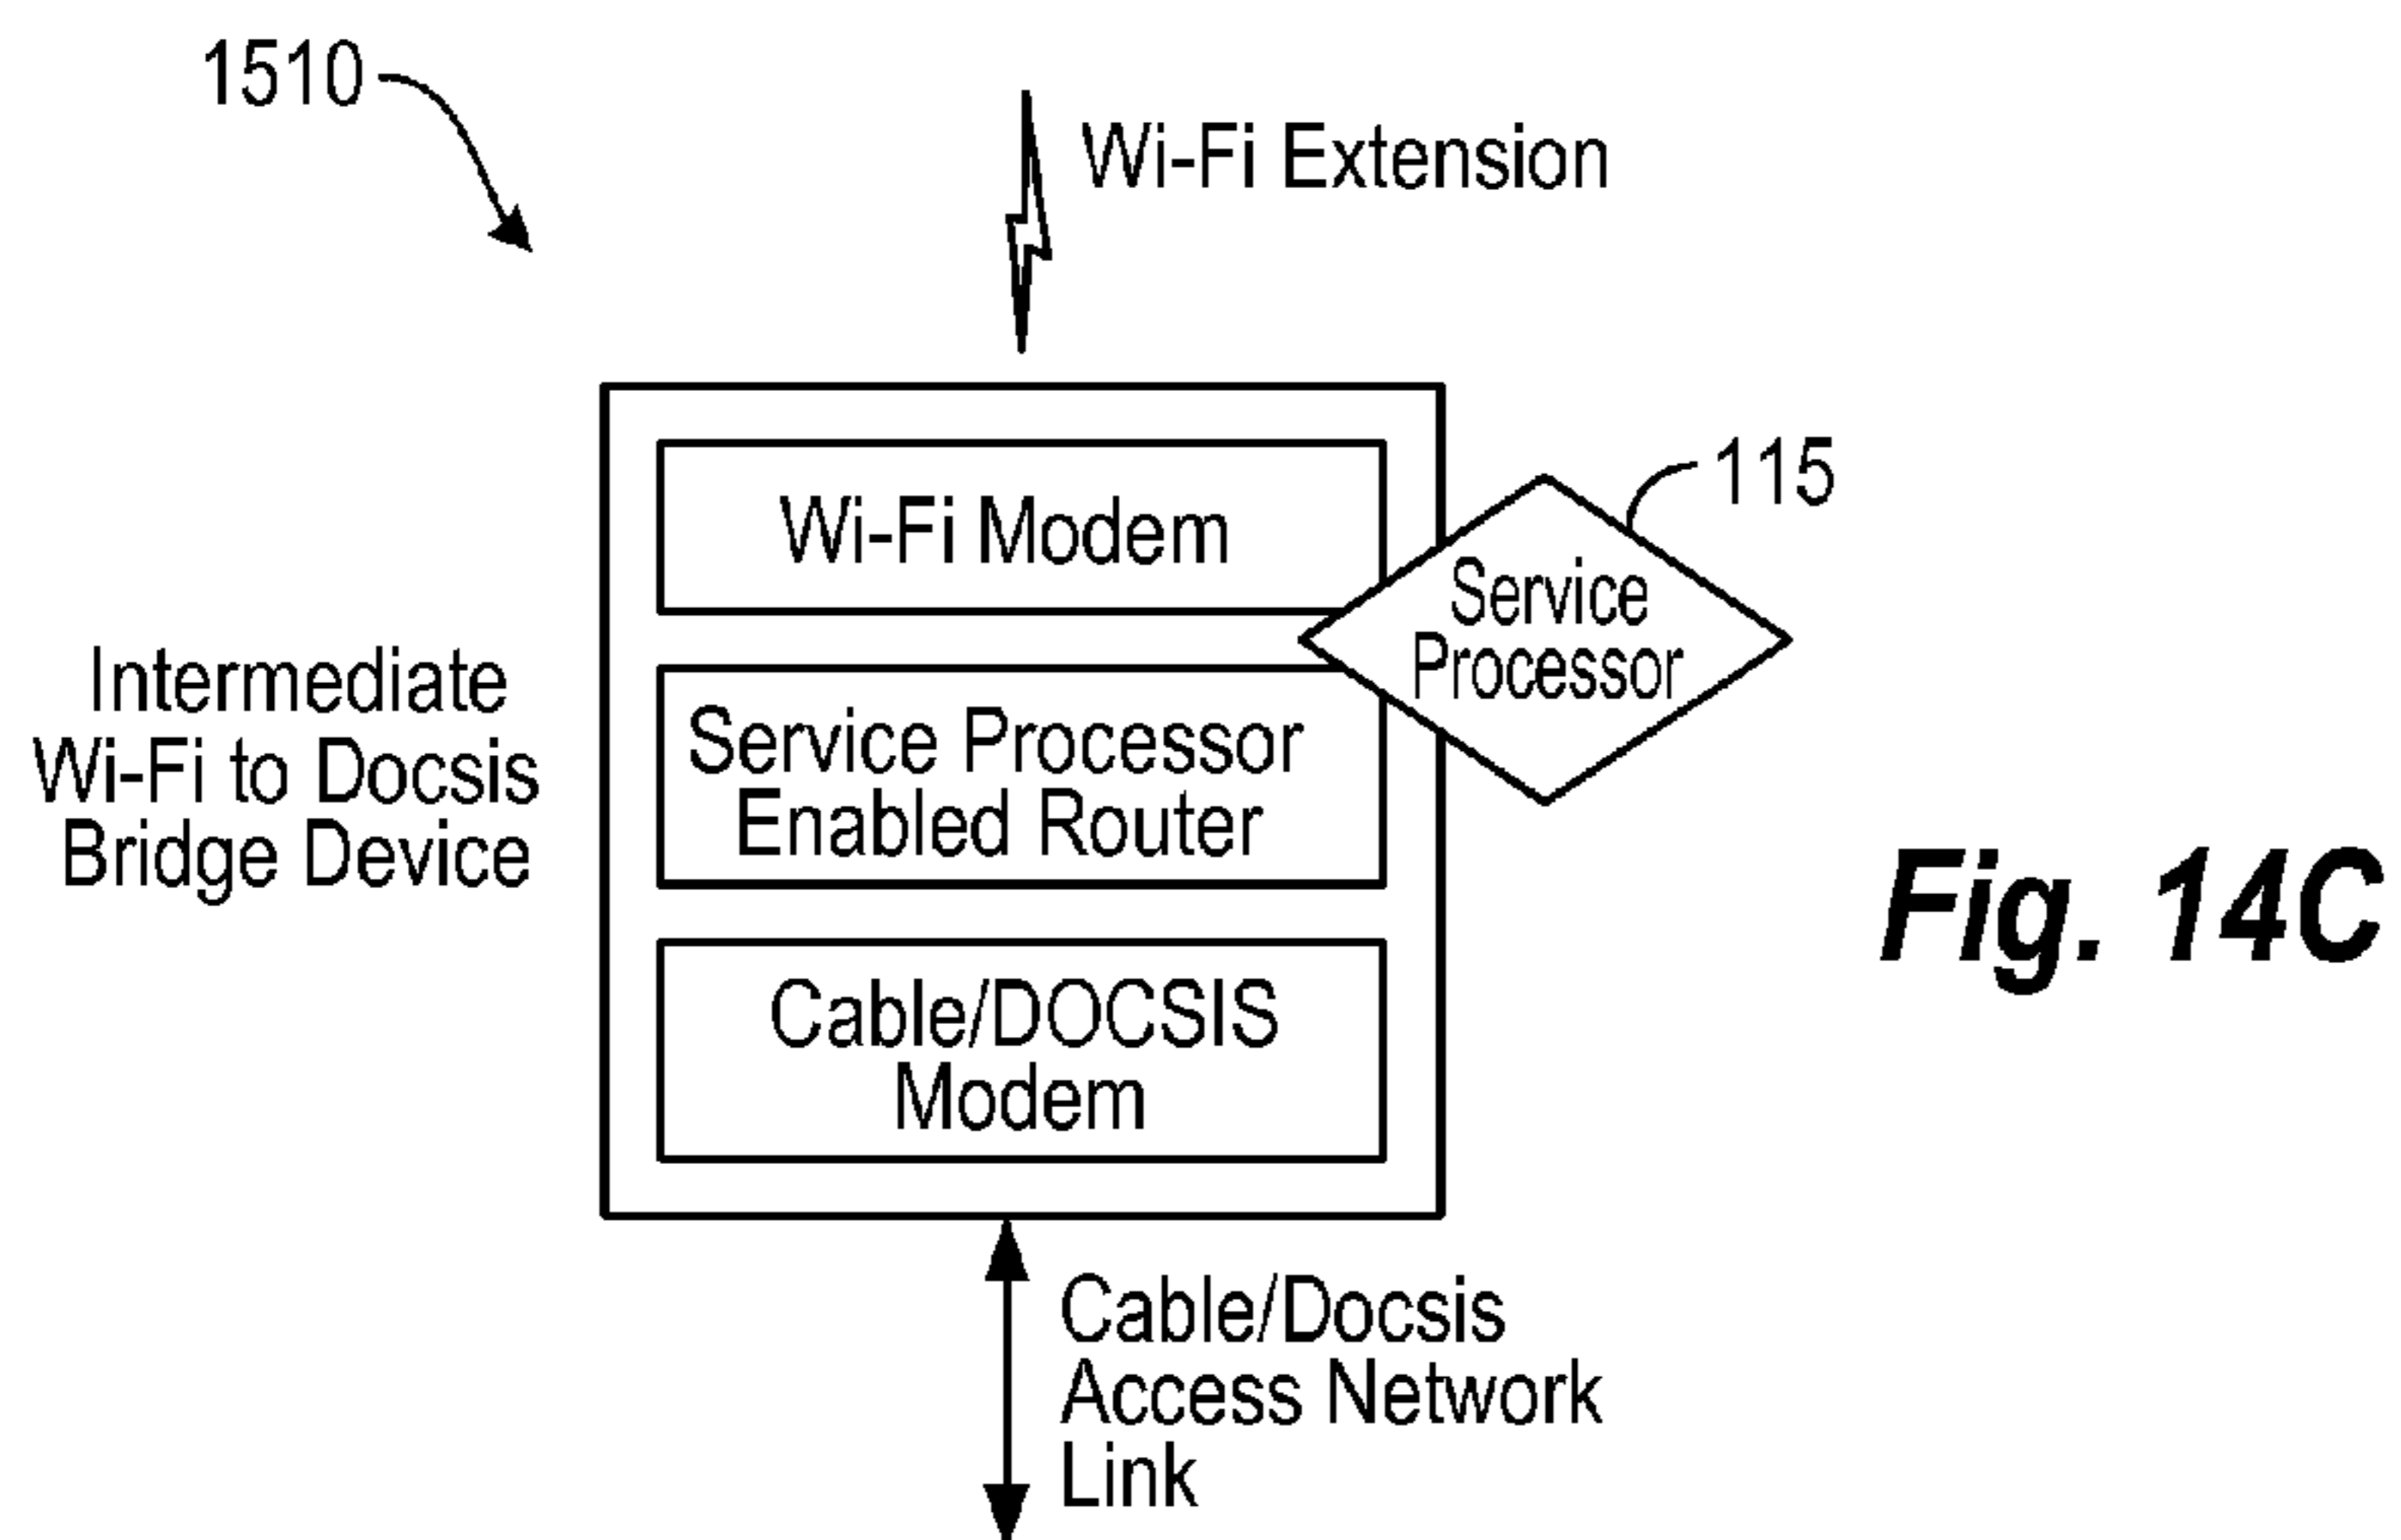 1510
Wi-Fi Extension
Wi-Fi Modem
115
Service
Processor
Intermediate
Wi-Fi to Docsis
Bridge Device
Service Processor
Enabled Router
Fig. 14C
Cable/DOCSIS
Modem
Cable/Docsis
Access Network
Link